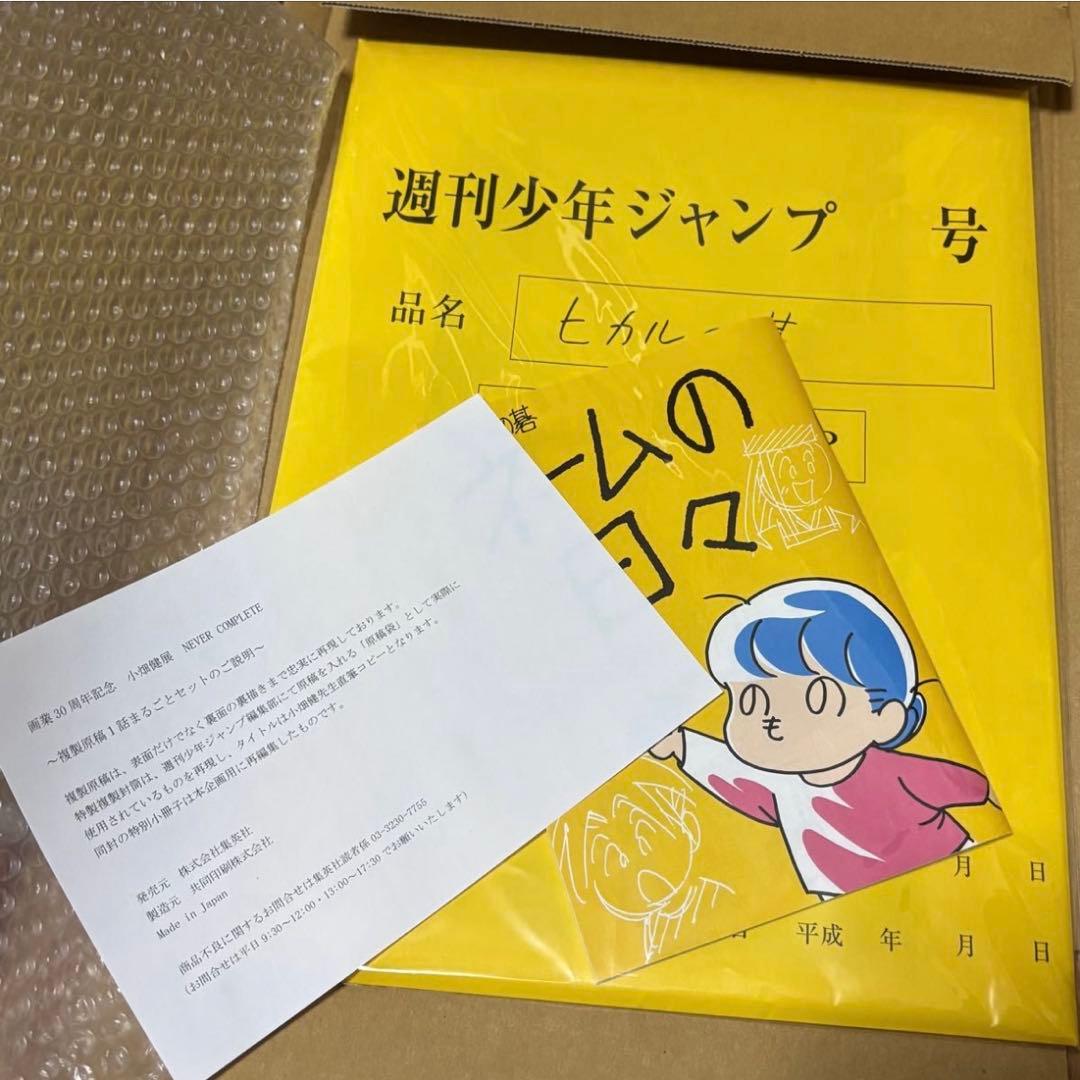 週刊少年ジャンプ 号
品名
ヒカル
の碁
ームの
日々
ののも
月 日
平成 年 月 日
画業30周年記念 小畑健展 NEVER COMPLETE
～複製原稿1話まるごとセットのご説明～
複製原稿は、表面だけでなく裏面の裏描きまで忠実に再現しております。
特製複製封筒は、週刊少年ジャンプ編集部にて原稿を入れる「原稿袋」として実際に
使用されているものを再現し、タイトルは小畑健先生直筆コピーとなります。
同封の特別小冊子は本企画用に再編集したものです。
発売元 株式会社集英社
製造元 共同印刷株式会社
Made in Japan
商品不良に関するお問合せは集英社読者係 03-3230-7755
(お問合せは平日 9:30～12:00・13:00～17:30 でお願いいたします)